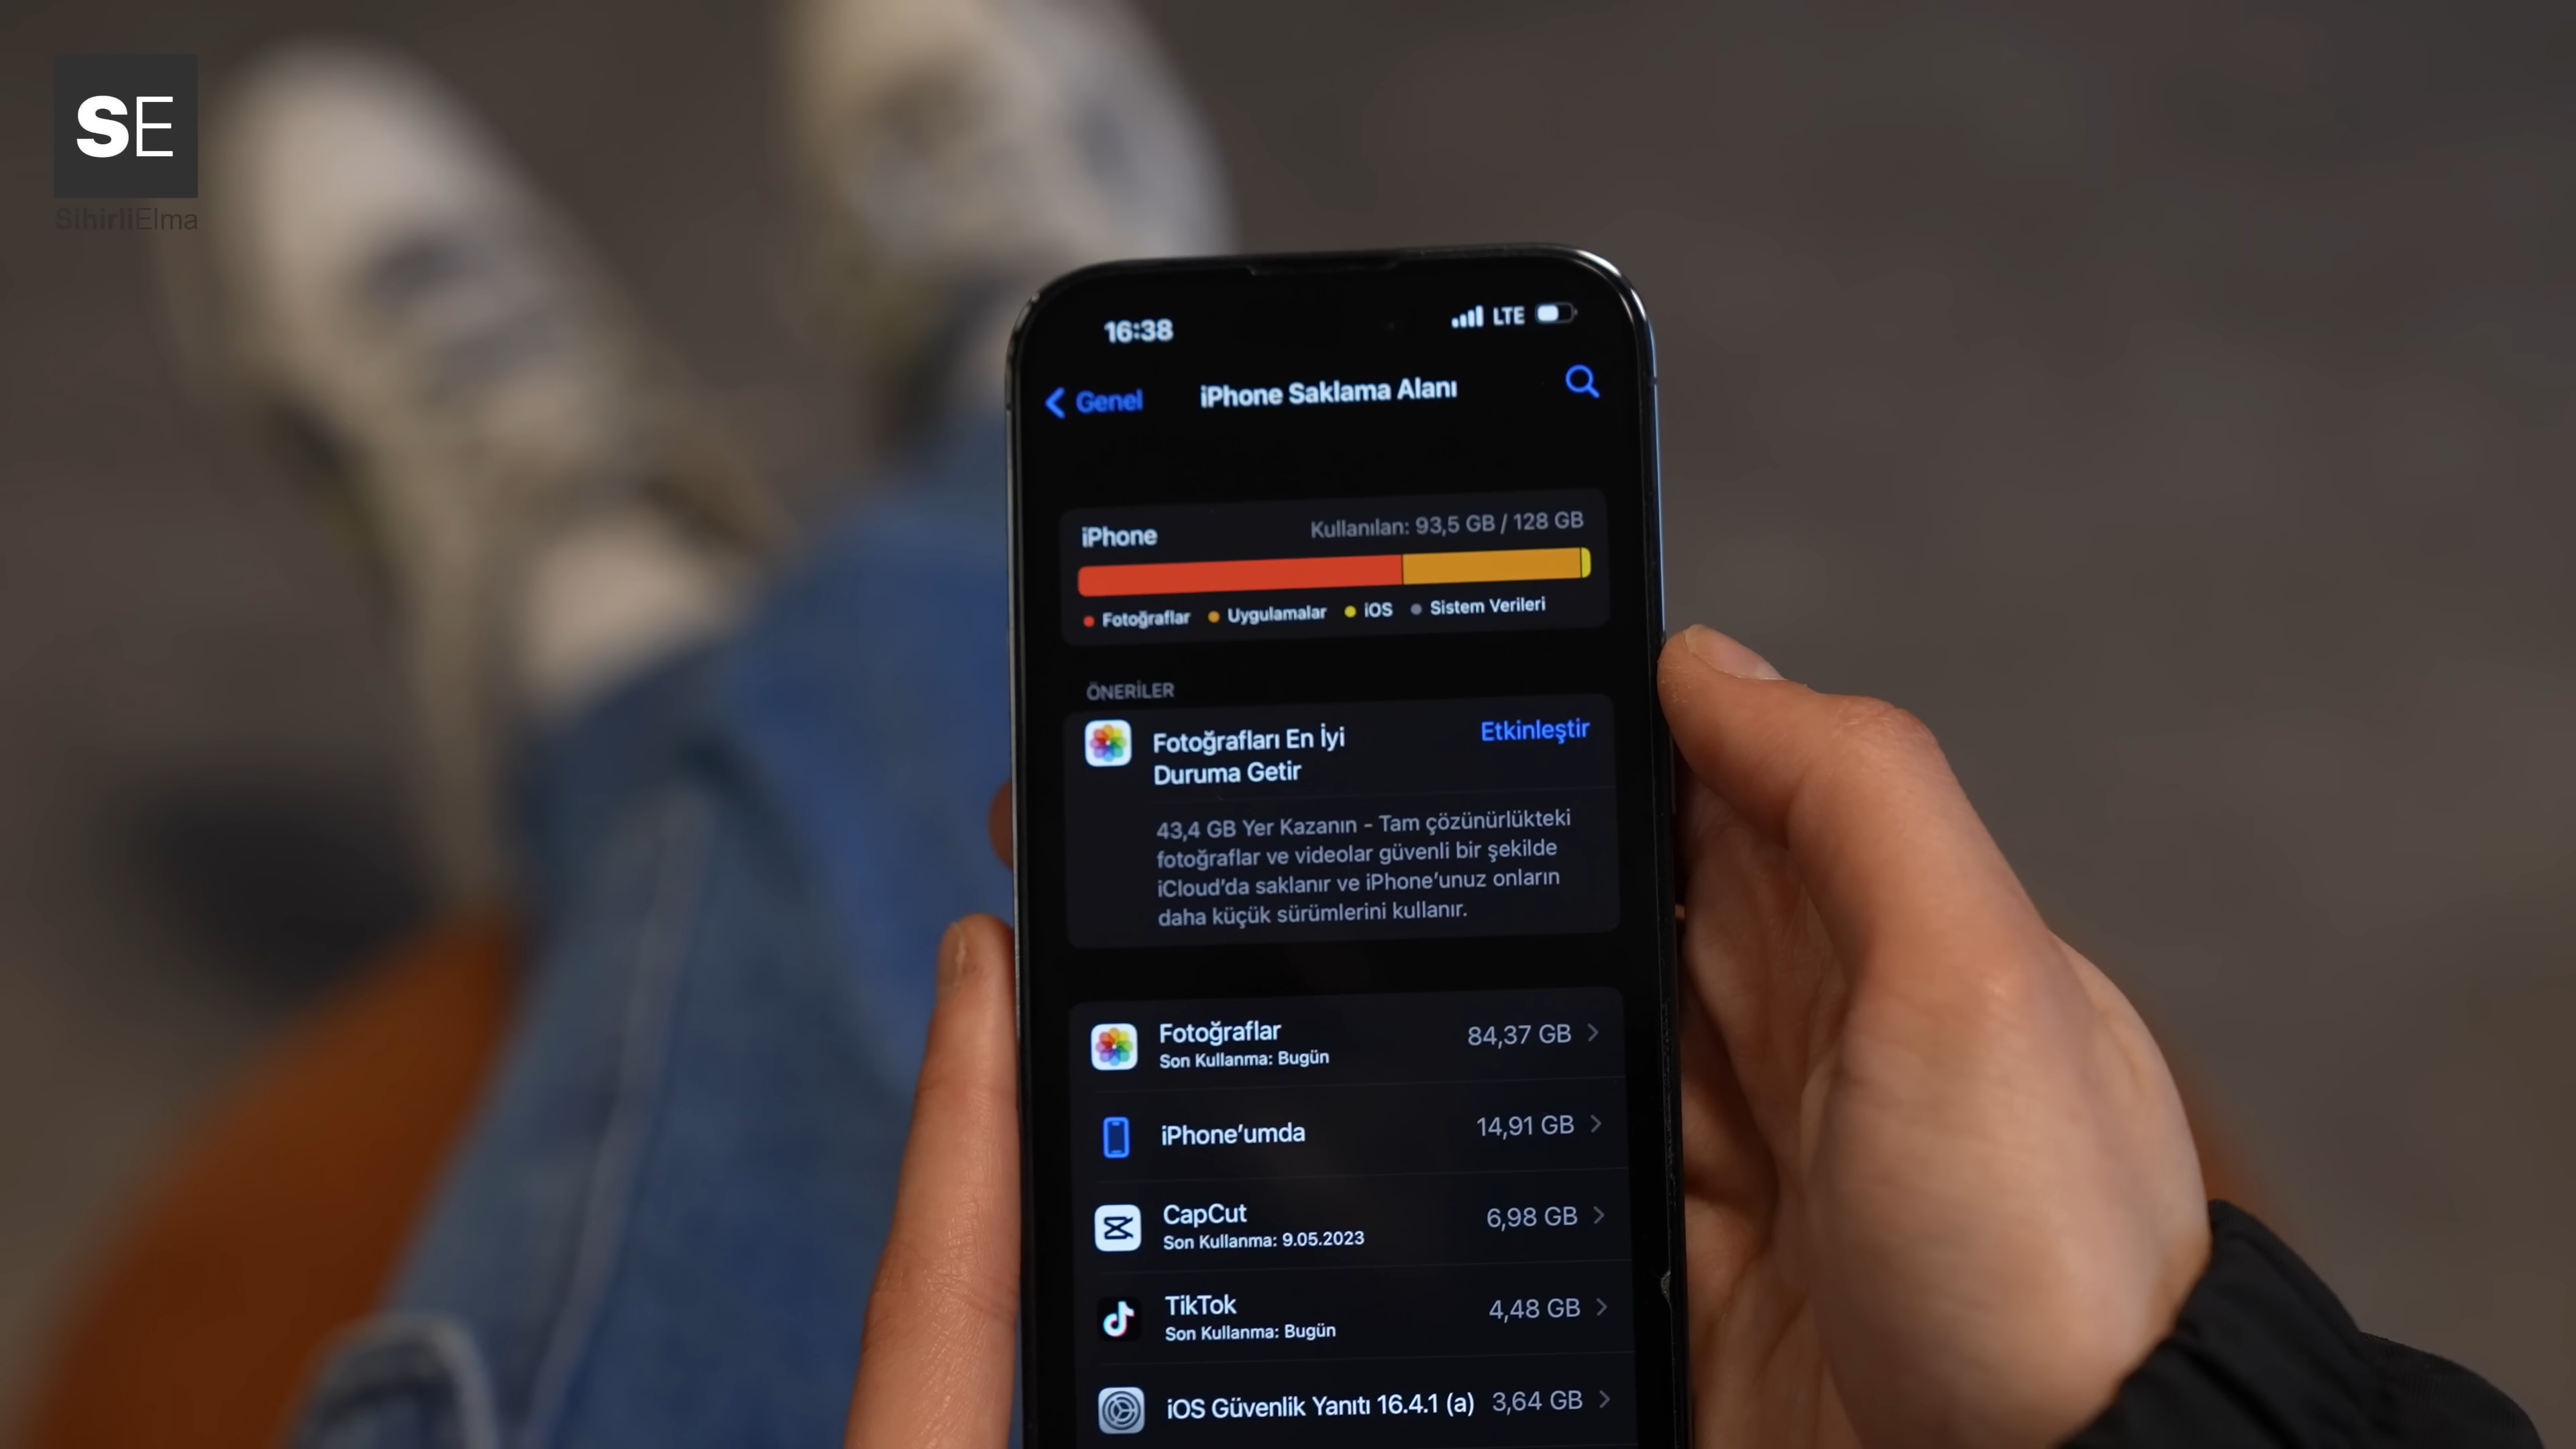 SE
SihirliElma
16:38
LTE
Genel
iPhone Saklama Alanı
iPhone
Kullanılan: 93,5 GB / 128 GB
Fotoğraflar
Uygulamalar
iOS
Sistem Verileri
ÖNERİLER
Fotoğrafları En İyi
Duruma Getir
Etkinleştir
43,4 GB Yer Kazanın - Tam çözünürlükteki
fotoğraflar ve videolar güvenli bir şekilde
iCloud'da saklanır ve iPhone'unuz onların
daha küçük sürümlerini kullanır.
Fotoğraflar
84,37 GB
Son Kullanma: Bugün
iPhone'umda
14,91 GB
CapCut
6,98 GB
Son Kullanma: 9.05.2023
TikTok
4,48 GB
Son Kullanma: Bugün
iOS Güvenlik Yanıtı 16.4.1 (a)
3,64 GB